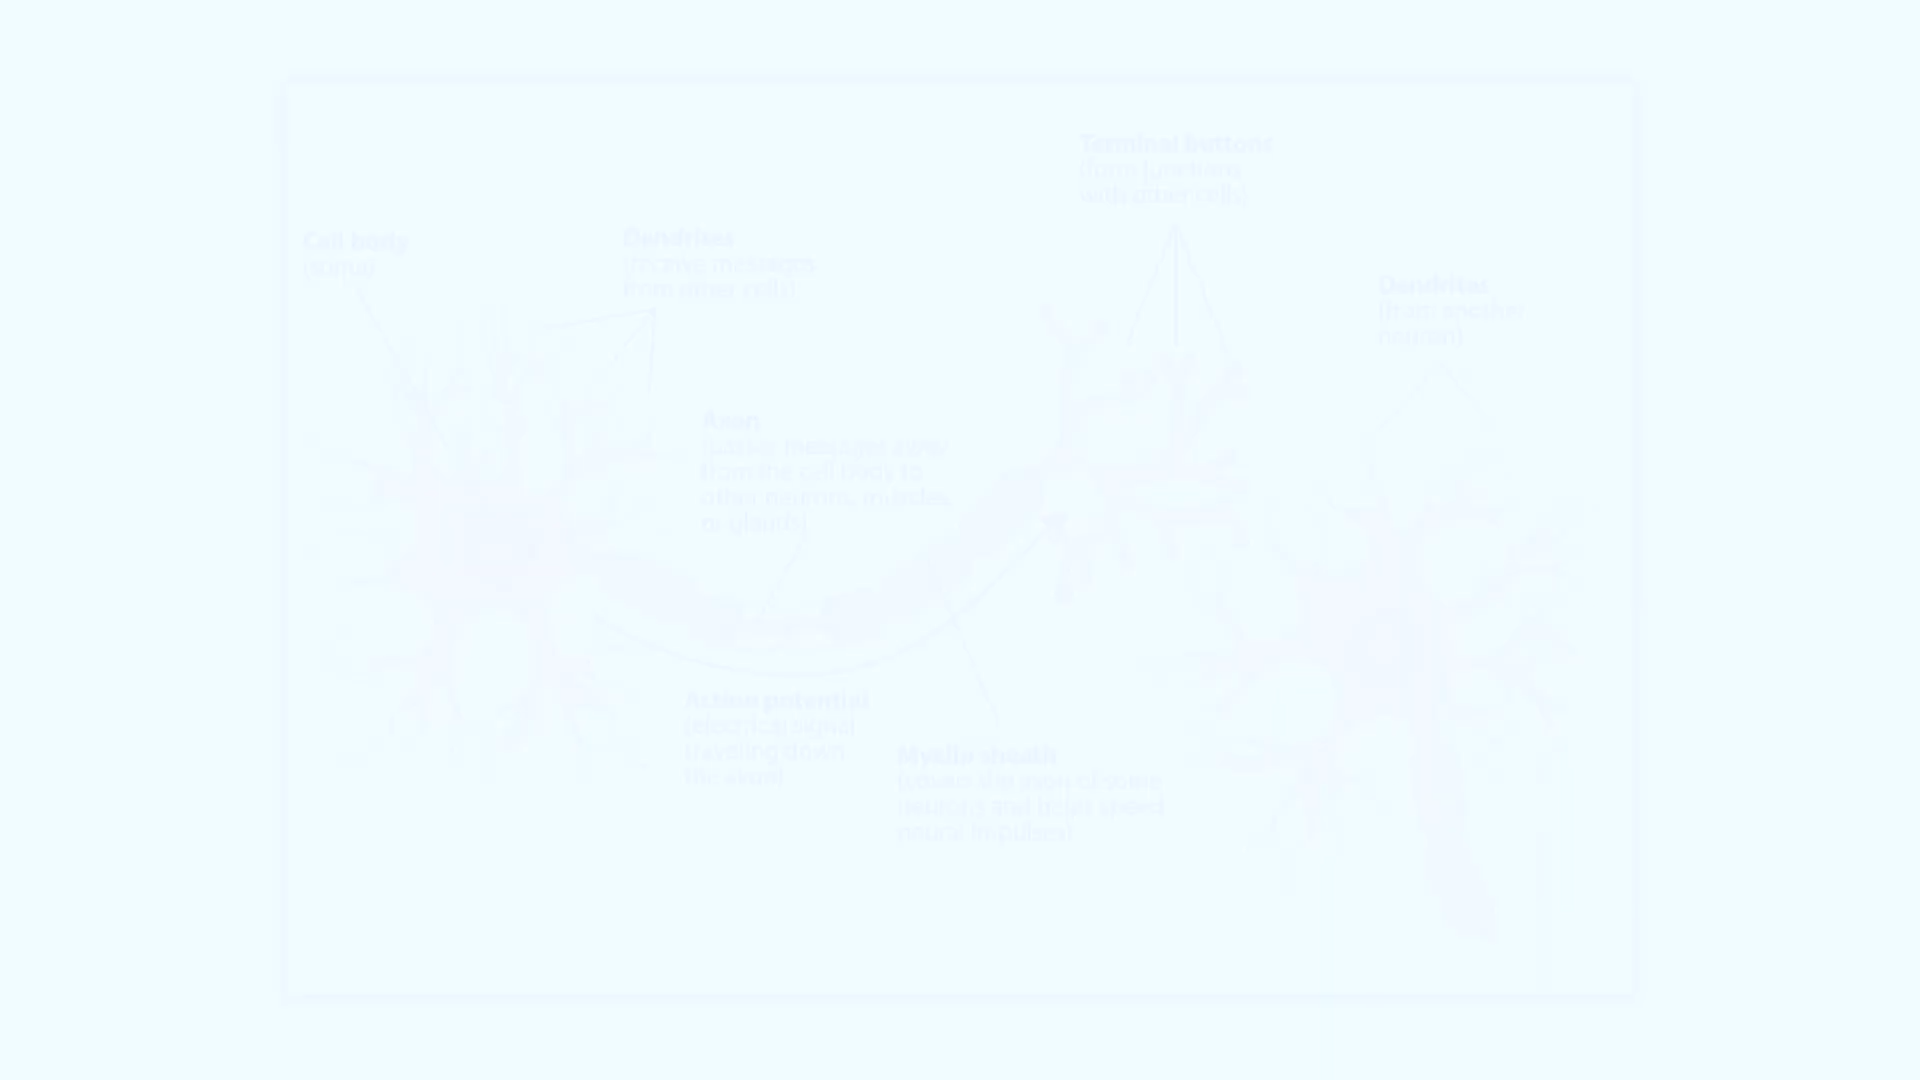 Terminal buttons
(form junctions
with other cells)
Cell body
(soma)
Dendrites
(receive messages
from other cells)
Dendrites
(from another
neuron)
Axon
(passes messages away
from the cell body to
other neurons, muscles,
or glands)
Action potential
(electrical signal
traveling down
the axon)
Myelin sheath
(covers the axon of some
neurons and helps speed
neural impulses)